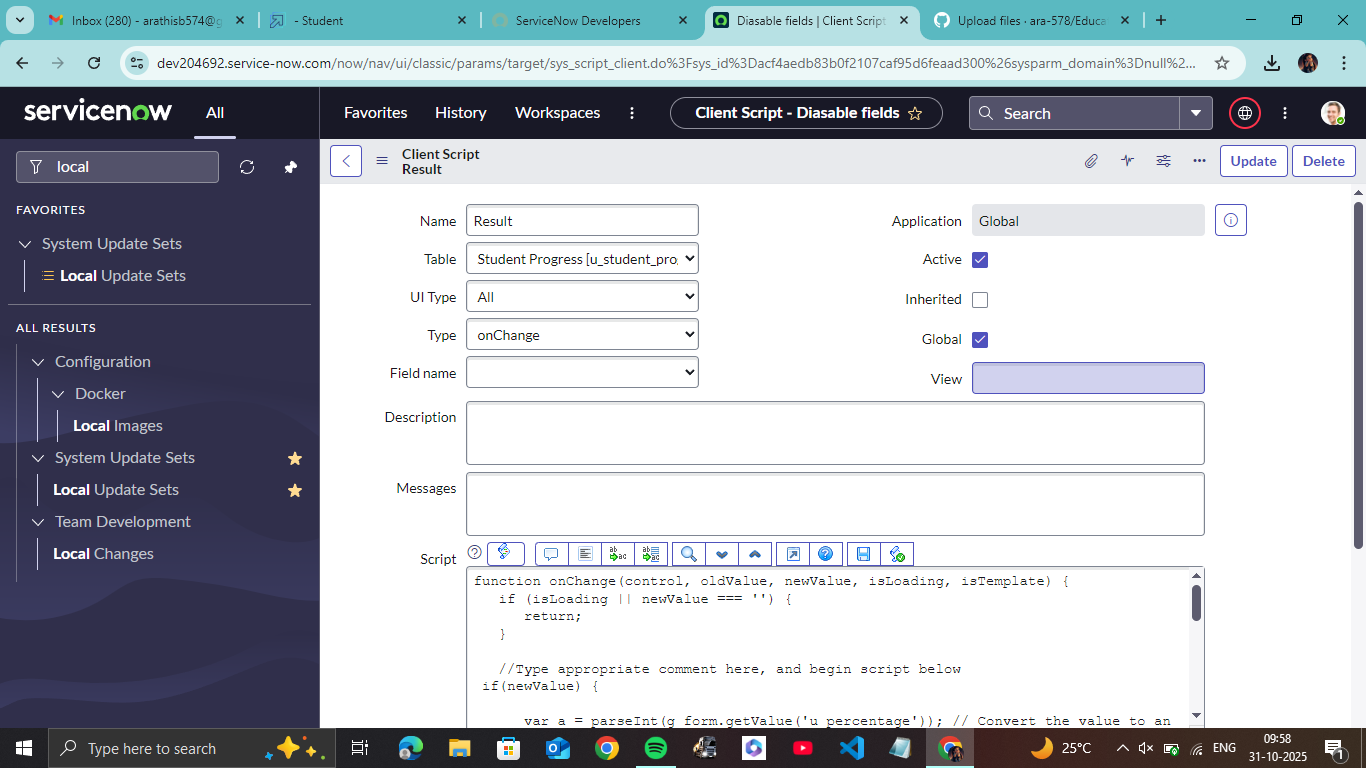 Inbox (280) - arathisb574@g
- Student
ServiceNow Developers
Diasable fields | Client Script
Upload files · ara-578/Educa
dev204692.service-now.com/now/nav/ui/classic/params/target/sys_script_client.do%3Fsys_id%3Dacf4aedb83b0f2107caf95d6feaad300%26sysparm_domain%3Dnull%2...
servicenow
All
Favorites
History
Workspaces
Client Script - Diasable fields
Search
local
FAVORITES
System Update Sets
Local Update Sets
ALL RESULTS
Configuration
Docker
Local Images
System Update Sets
Local Update Sets
Team Development
Local Changes
Client Script
Result
Update
Delete
Name
Result
Application
Global
Table
Student Progress [u_student_pro
Active
UI Type
All
Inherited
Type
onChange
Global
Field name
View
Description
Messages
Script
function onChange(control, oldValue, newValue, isLoading, isTemplate) {
if (isLoading || newValue === '') {
return;
}
//Type appropriate comment here, and begin script below
if(newValue) {
var a = parseInt(g_form.getValue('u_percentage')); // Convert the value to an
Type here to search
25°C
ENG
09:58
31-10-2025
1